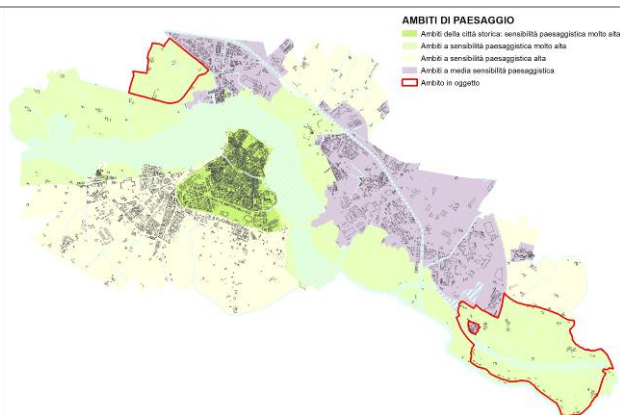 AMBITI DI PAESAGGIO
Ambiti della città storica: sensibilità paesaggistica molto alta
Ambiti a sensibilità paesaggistica molto alta
Ambiti a sensibilità paesaggistica alta
Ambiti a media sensibilità paesaggistica
Ambito in oggetto